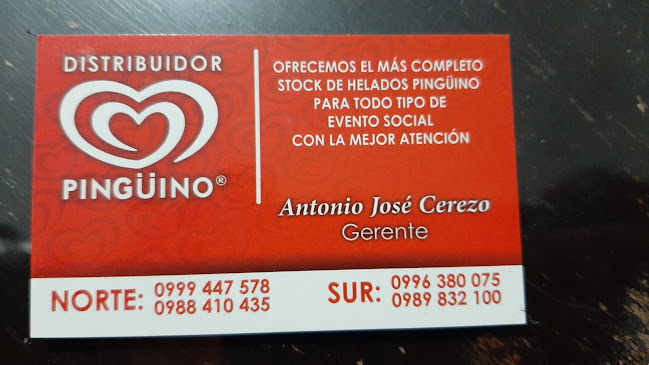 DISTRIBUIDOR
PINGÜINO®
OFRECEMOS EL MÁS COMPLETO
STOCK DE HELADOS PINGÜINO
PARA TODO TIPO DE
EVENTO SOCIAL
CON LA MEJOR ATENCIÓN
Antonio José Cerezo
Gerente
NORTE: 0999 447 578
0988 410 435
SUR: 0996 380 075
0989 832 100